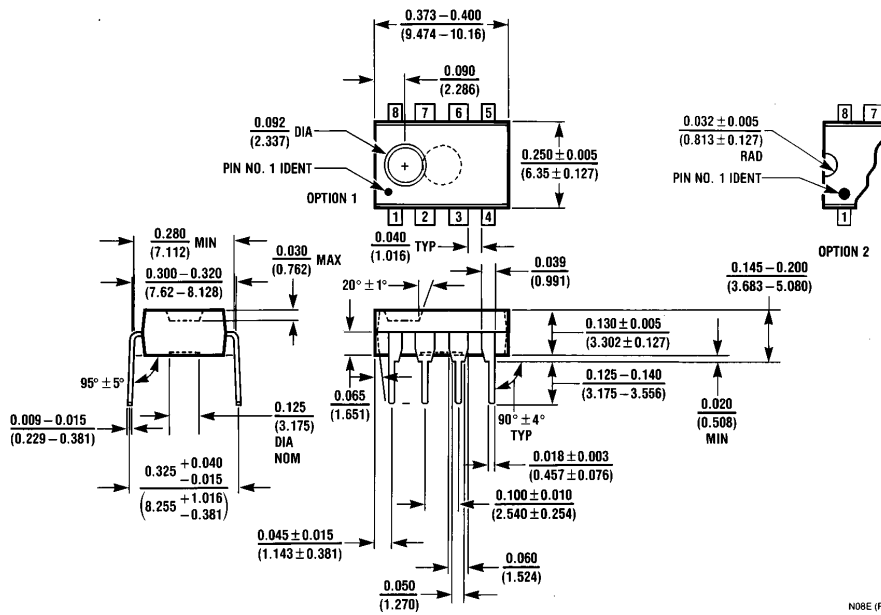 0.373–0.400
(9.474–10.16)
0.090
(2.286)
8 7 6 5
0.092
(2.337) DIA
PIN NO. 1 IDENT
OPTION 1
0.250 ± 0.005
(6.35 ± 0.127)
1 2 3 4
0.032 ± 0.005
(0.813 ± 0.127)
RAD
PIN NO. 1 IDENT
8 7
1
OPTION 2
0.280
(7.112) MIN
0.030
(0.762) MAX
0.300–0.320
(7.62–8.128)
0.040
(1.016) TYP
0.039
(0.991)
0.145–0.200
(3.683–5.080)
20° ± 1°
0.130 ± 0.005
(3.302 ± 0.127)
95° ± 5°
0.065
(1.651)
0.125–0.140
(3.175–3.556)
0.020
(0.508)
MIN
0.009–0.015
(0.229–0.381)
0.125
(3.175)
DIA
NOM
90° ± 4°
TYP
0.018 ± 0.003
(0.457 ± 0.076)
0.325 +0.040
−0.015
(8.255 +1.016
−0.381)
0.100 ± 0.010
(2.540 ± 0.254)
0.045 ± 0.015
(1.143 ± 0.381)
0.060
(1.524)
0.050
(1.270)